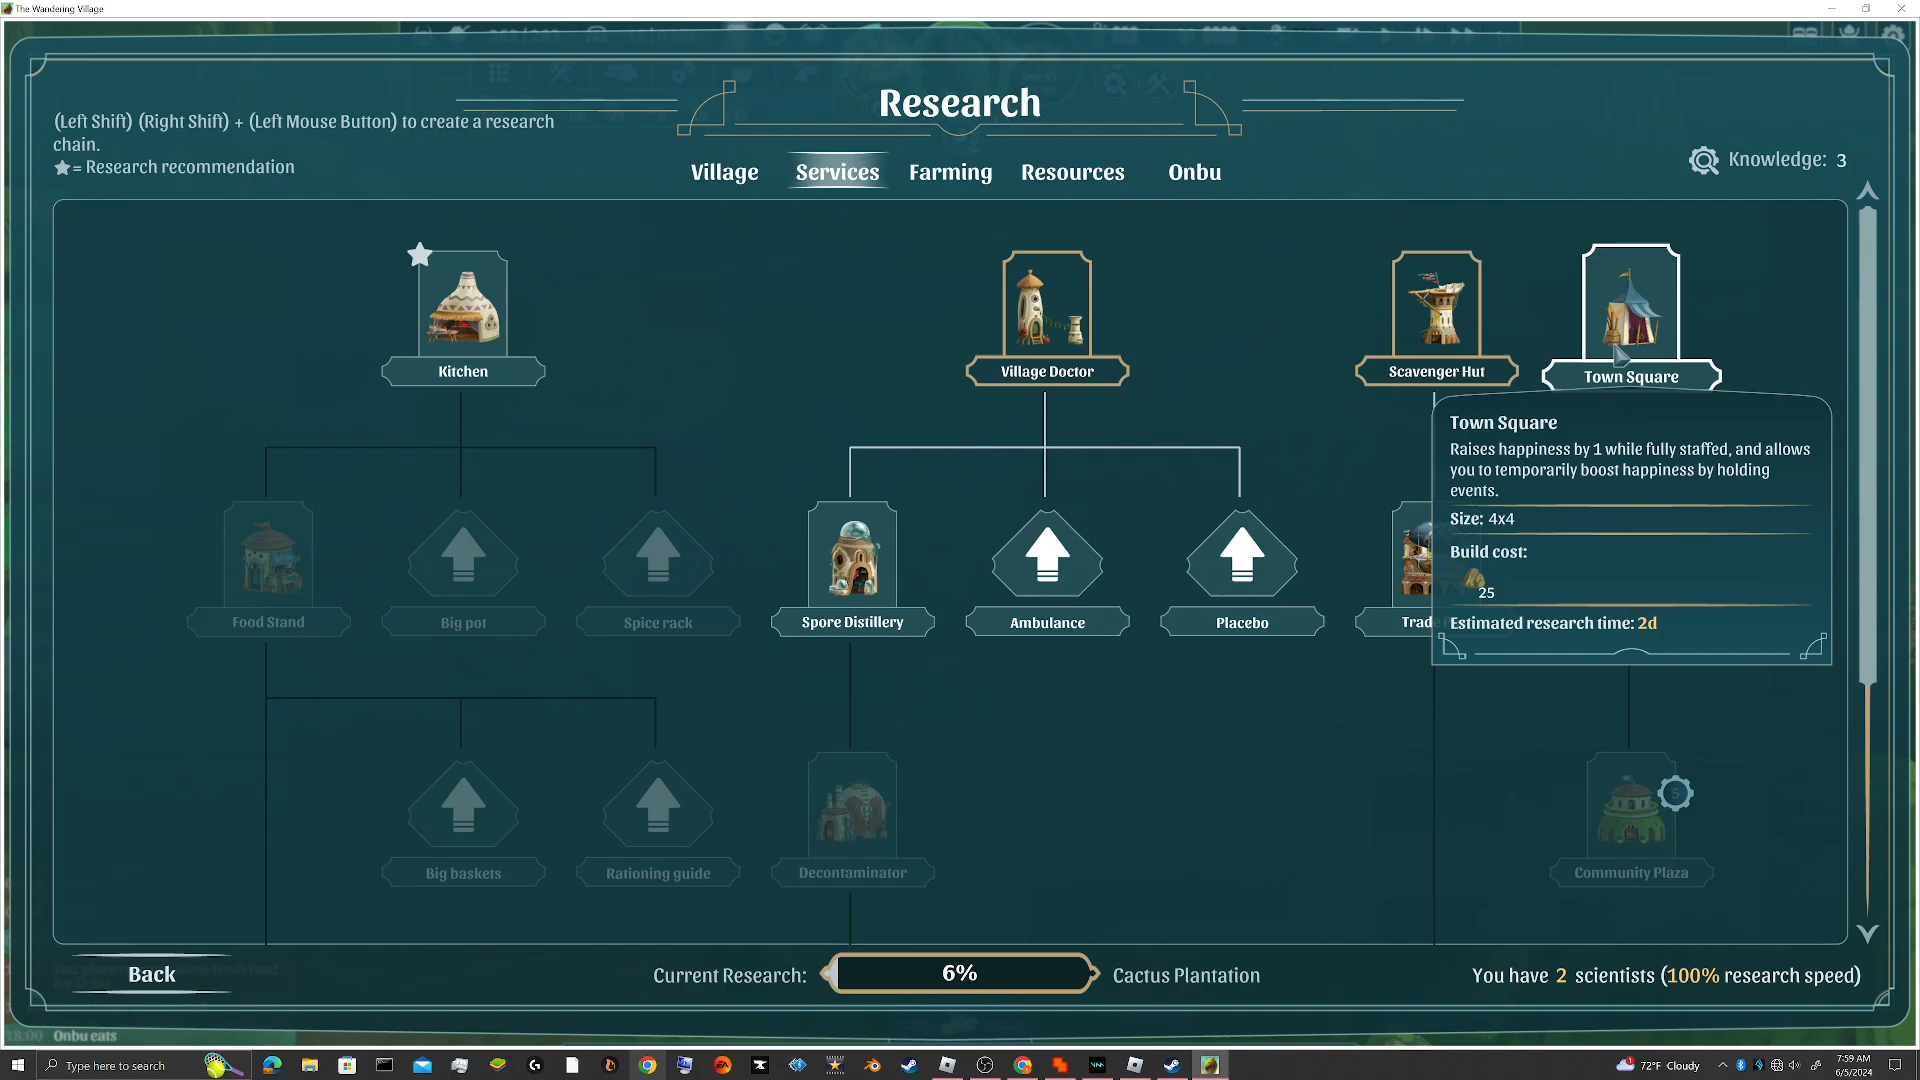 The Wandering Village
Research
(Left Shift) (Right Shift) + (Left Mouse Button) to create a research
chain.
= Research recommendation
Knowledge: 3
Village
Services
Farming
Resources
Onbu
Kitchen
Village Doctor
Scavenger Hut
Town Square
Town Square
Raises happiness by 1 while fully staffed, and allows
you to temporarily boost happiness by holding
events.
Size: 4x4
Build cost:
25
Estimated research time: 2d
Food Stand
Big pot
Spice rack
Spore Distillery
Ambulance
Placebo
Trade
5
Big baskets
Rationing guide
Decontaminator
Community Plaza
Back
Current Research:
6%
Cactus Plantation
You have 2 scientists (100% research speed)
18:00 Onbu eats
Type here to search
1
72°F Cloudy
7:59 AM
6/5/2024